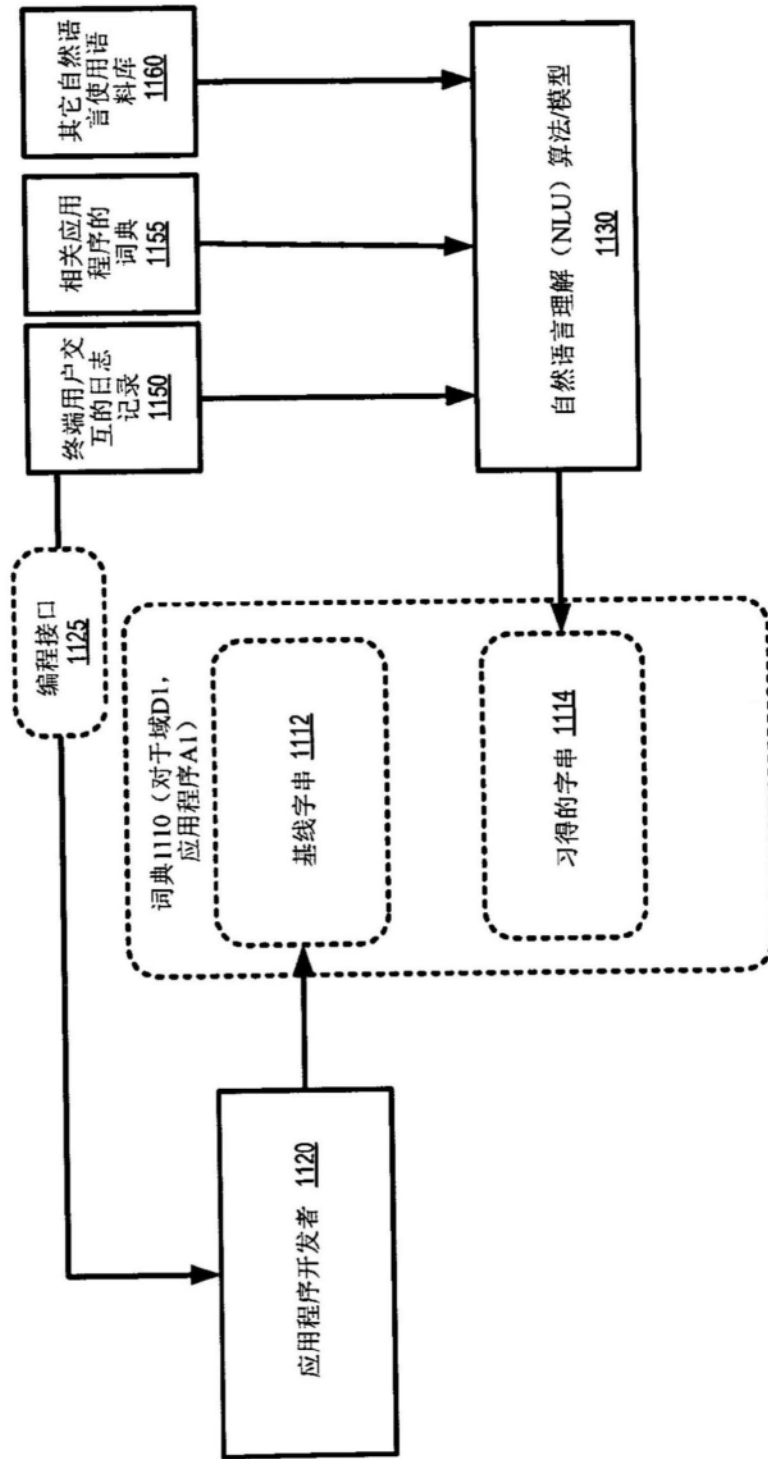 编程接口
1125
终端用户交
互的日志
记录
1150
相关应用
程序的
词典
1155
其它自然语
言使用语
料库
1160
词典1110（对于域D1，
应用程序A1）
应用程序开发者 1120
基线字串 1112
习得的字串 1114
自然语言理解（NLU）算法/模型
1130